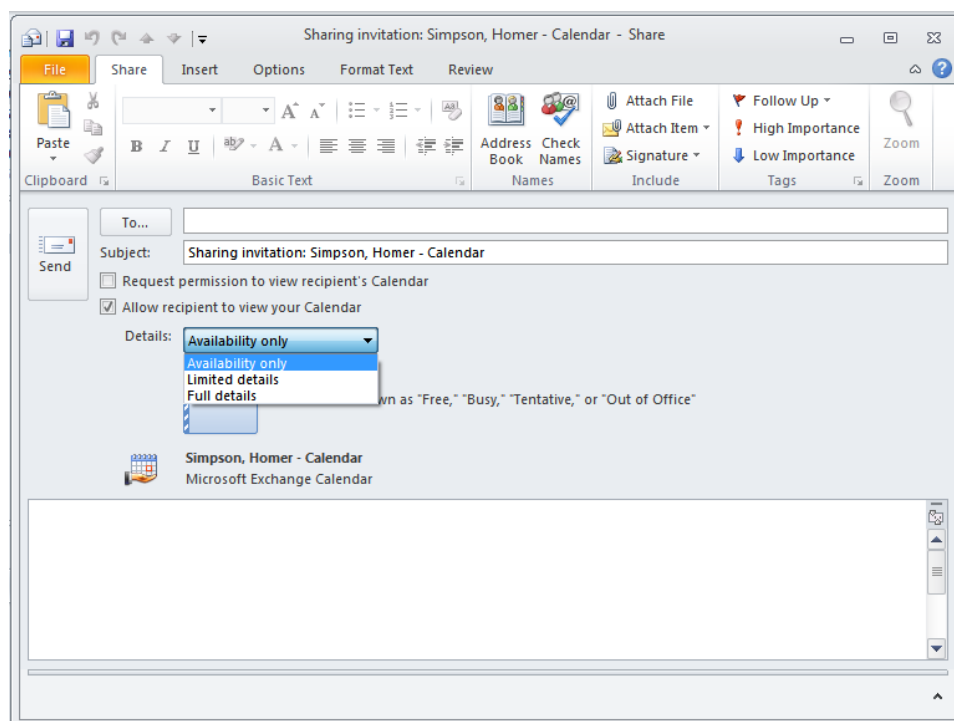 Sharing invitation: Simpson, Homer - Calendar - Share
File Share Insert Options Format Text Review
Paste
B I U
A A
ab A
ABC
Address Book
Check Names
Attach File
Attach Item
Signature
Follow Up
High Importance
Low Importance
Zoom
Clipboard Basic Text Names Include Tags Zoom
To...
Send
Subject: Sharing invitation: Simpson, Homer - Calendar
Request permission to view recipient's Calendar
Allow recipient to view your Calendar
Details: Availability only
Availability only
Limited details
Full details
wn as "Free," "Busy," "Tentative," or "Out of Office"
Simpson, Homer - Calendar
Microsoft Exchange Calendar